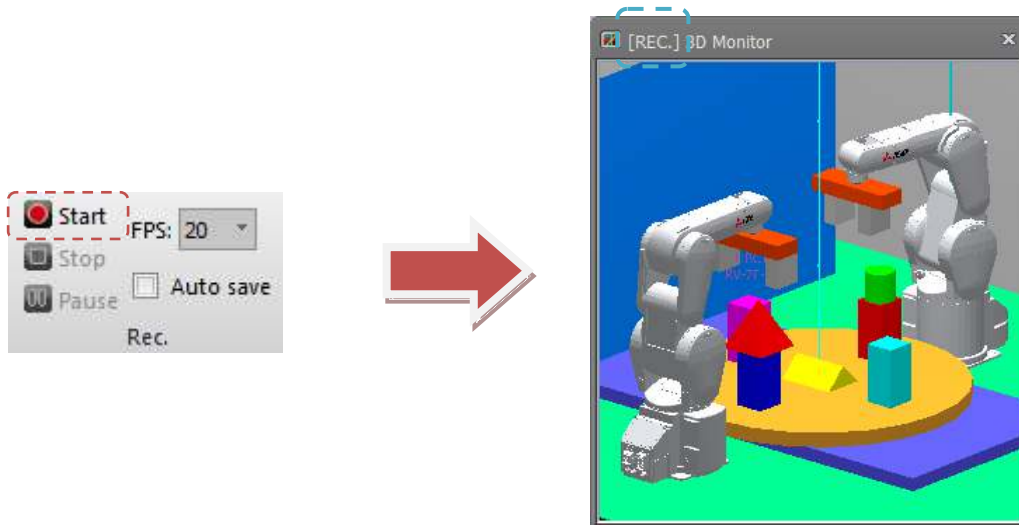 Start
FPS: 20
Stop
Auto save
Pause
Rec.
[REC.] 3D Monitor